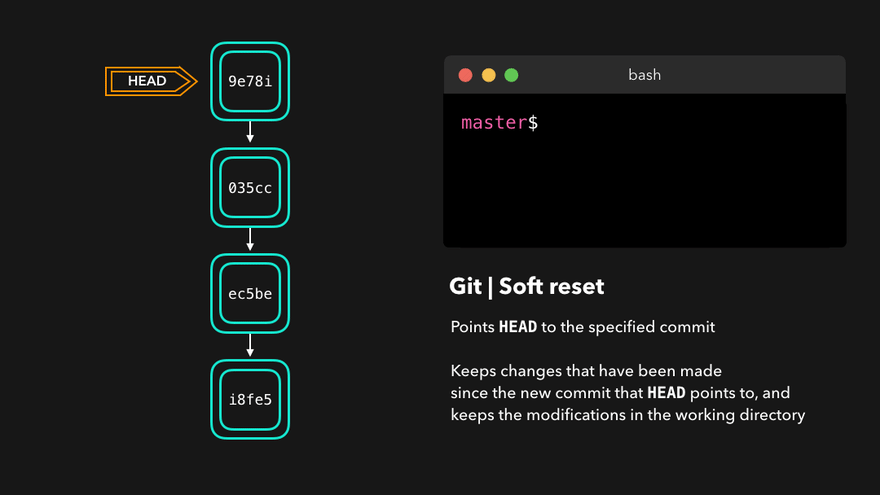 HEAD
9e78i
035cc
ec5be
i8fe5
bash
master$
Git | Soft reset
Points HEAD to the specified commit
Keeps changes that have been made
since the new commit that HEAD points to, and
keeps the modifications in the working directory